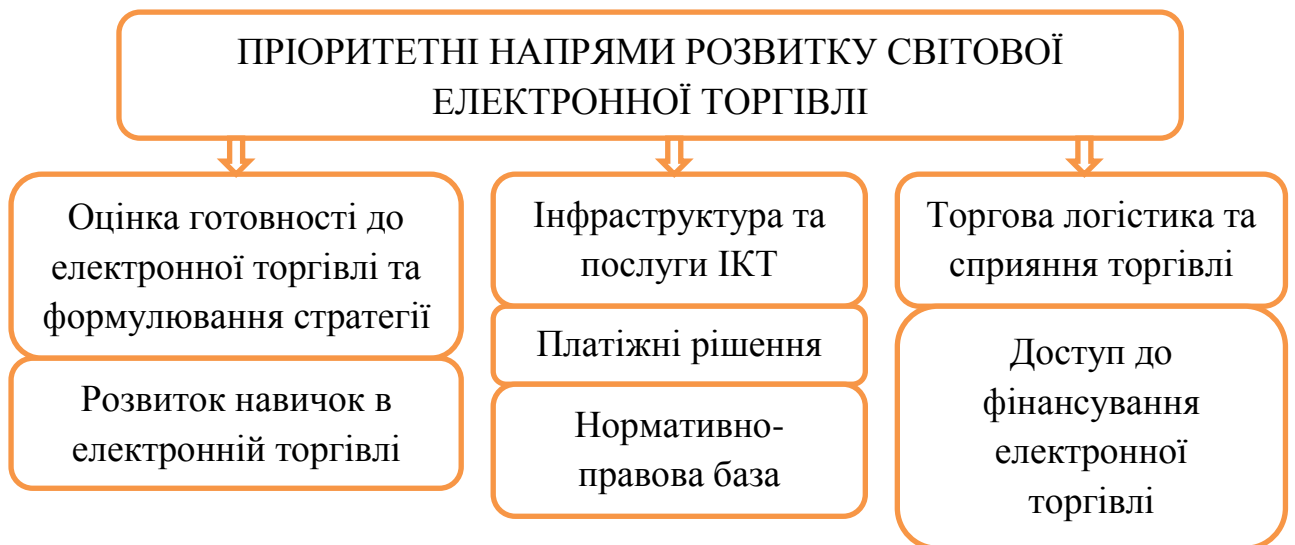 ПРІОРИТЕТНІ НАПРЯМИ РОЗВИТКУ СВІТОВОЇ
ЕЛЕКТРОННОЇ ТОРГІВЛІ
Оцінка готовності до
електронної торгівлі та
формулювання стратегії
Розвиток навичок в
електронній торгівлі
Інфраструктура та
послуги ІКТ
Платіжні рішення
Нормативно-
правова база
Торгова логістика та
сприяння торгівлі
Доступ до
фінансування
електронної
торгівлі